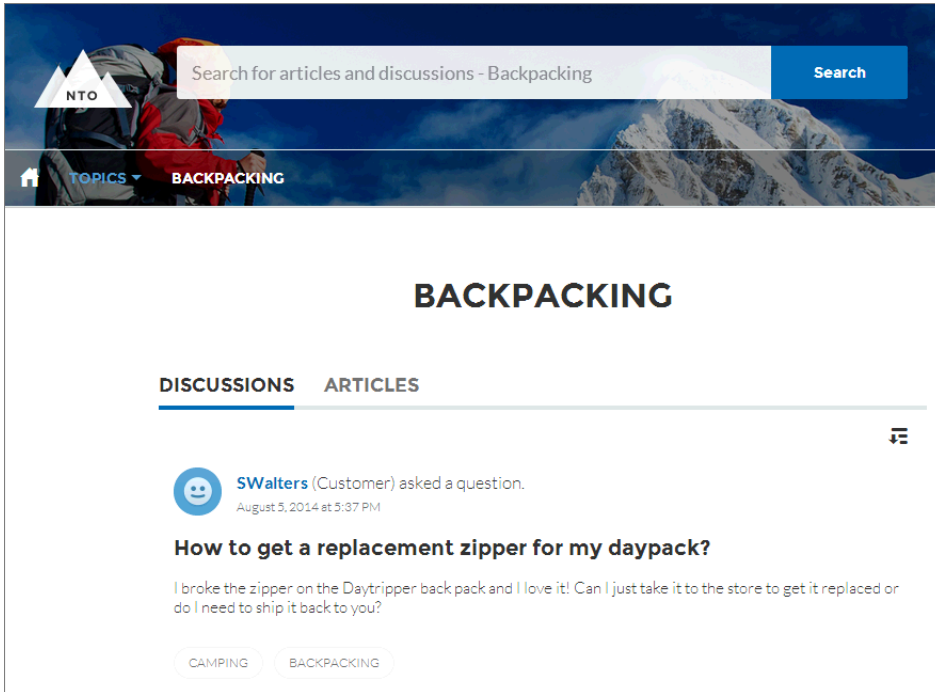 Search for articles and discussions - Backpacking
Search
NTO
TOPICS
BACKPACKING
BACKPACKING
DISCUSSIONS
ARTICLES
SWalters (Customer) asked a question.
August 5, 2014 at 5:37 PM
How to get a replacement zipper for my daypack?
I broke the zipper on the Daytripper back pack and I love it! Can I just take it to the store to get it replaced or
do I need to ship it back to you?
CAMPING
BACKPACKING